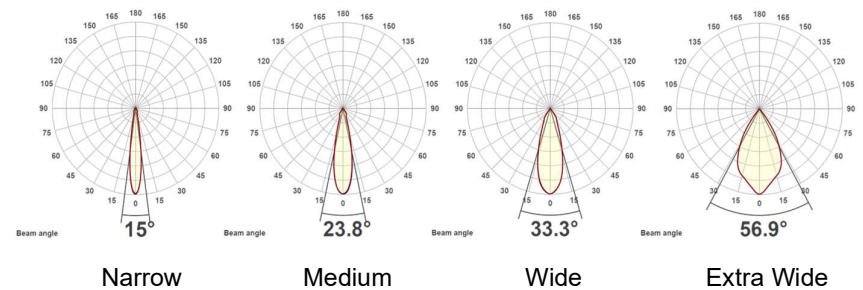 165 180 165 165 180 165 165 180 165 165 180 165
150 150 150 150 150 150 150 150
135 135 135 135 135 135 135 135
120 120 120 120 120 120 120 120
105 105 105 105 105 105 105 105
90 90 90 90 90 90 90 90
75 75 75 75 75 75 75 75
60 60 60 60 60 60 60 60
45 45 45 45 45 45 45 45
30 15 0 15 30 30 15 0 15 30 30 15 0 15 30 30 15 0 15 30
Beam angle 15° Beam angle 23.8° Beam angle 33.3° Beam angle 56.9°
Narrow Medium Wide Extra Wide